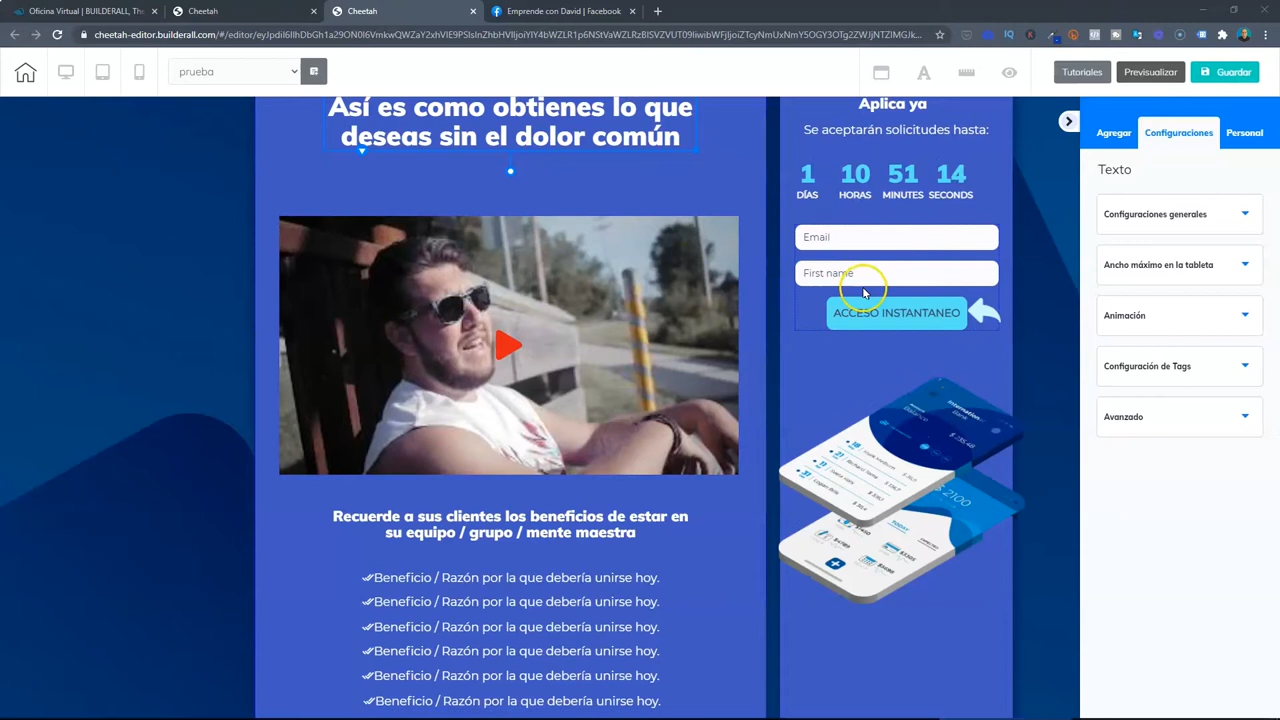 Oficina Virtual | BUILDERALL, The
Cheetah
Cheetah
Emprende con David | Facebook
prueba
Tutoriales
Previsualizar
Guardar
Así es como obtienes lo que
deseas sin el dolor común
Aplica ya
Se aceptarán solicitudes hasta:
1 10 51 14
DÍAS HORAS MINUTES SECONDS
Email
First name
ACCESO INSTANTANEO
Recuerde a sus clientes los beneficios de estar en
su equipo / grupo / mente maestra
Beneficio / Razón por la que debería unirse hoy.
Beneficio / Razón por la que debería unirse hoy.
Beneficio / Razón por la que debería unirse hoy.
Beneficio / Razón por la que debería unirse hoy.
Beneficio / Razón por la que debería unirse hoy.
Beneficio / Razón por la que debería unirse hoy.
International
Bank
Balance
$ 2100
TODAY
Agregar
Configuraciones
Personal
Texto
Configuraciones generales
Ancho máximo en la tableta
Animación
Configuración de Tags
Avanzado